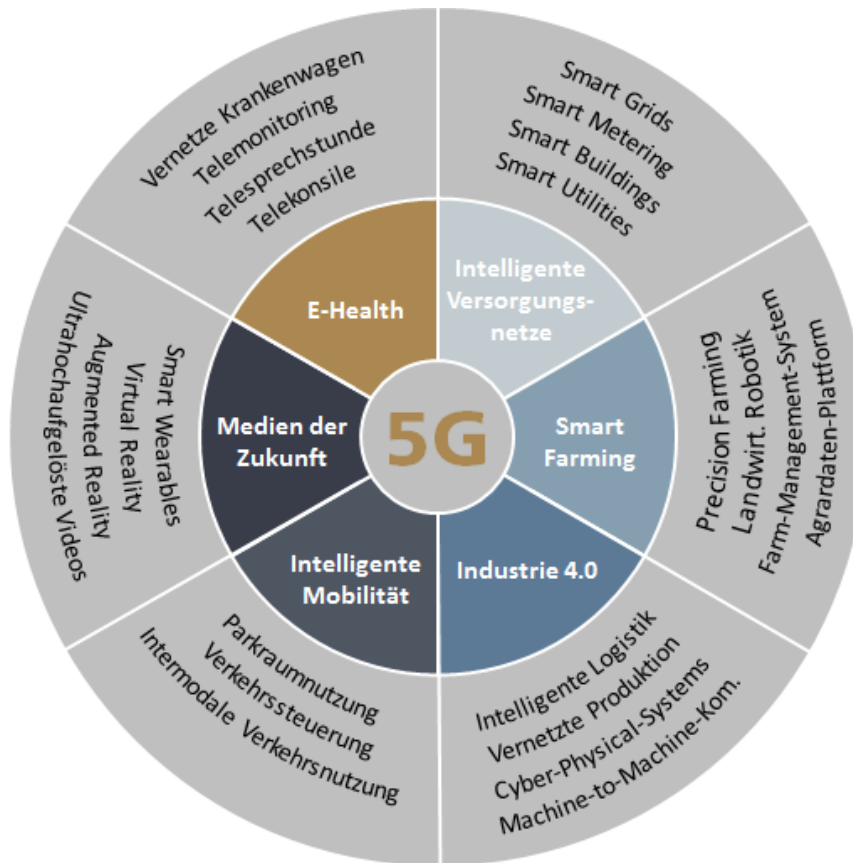 Vernetze Krankenwagen
Telemonitoring
Telesprechstunde
Telekonsile
Smart Grids
Smart Metering
Smart Buildings
Smart Utilities
E-Health
Intelligente
Versorgungs-
netze
Smart Wearables
Virtual Reality
Augmented Reality
Ultrahochaufgelöste Videos
Medien der
Zukunft
5G
Smart
Farming
Precision Farming
Landwirt. Robotik
Farm-Management-System
Agrardaten-Plattform
Intelligente
Mobilität
Industrie 4.0
Parkraumnutzung
Verkehrssteuerung
Intermodale Verkehrsnutzung
Intelligente Logistik
Vernetzte Produktion
Cyber-Physical-Systems
Machine-to-Machine-Kom.